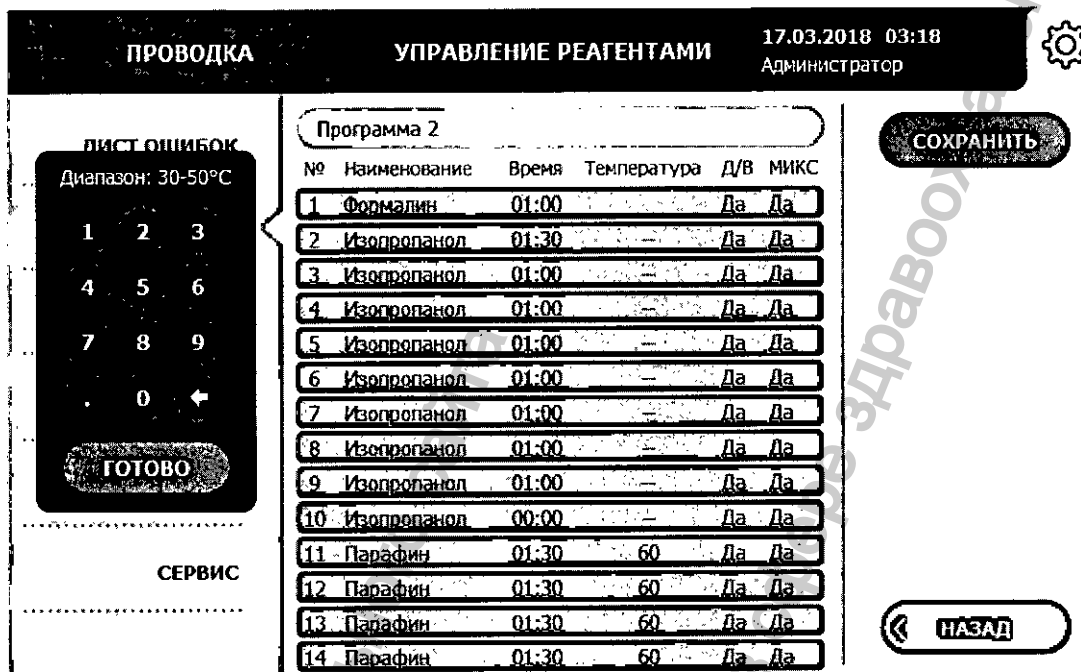 ПРОВОДКА
УПРАВЛЕНИЕ РЕАГЕНТАМИ
17.03.2018 03:18
Администратор
ЛИСТ ОШИБОК
Диапазон: 30-50°C
1 2 3
4 5 6
7 8 9
. 0
ГОТОВО
СЕРВИС
Программа 2
№ Наименование Время Температура Д/В МИКС
1 Формалин 01:00 Да Да
2 Изопропанол 01:30 — Да Да
3 Изопропанол 01:00 — Да Да
4 Изопропанол 01:00 — Да Да
5 Изопропанол 01:00 — Да Да
6 Изопропанол 01:00 — Да Да
7 Изопропанол 01:00 — Да Да
8 Изопропанол 01:00 — Да Да
9 Изопропанол 01:00 — Да Да
10 Изопропанол 00:00 — Да Да
11 Парафин 01:30 60 Да Да
12 Парафин 01:30 60 Да Да
13 Парафин 01:30 60 Да Да
14 Парафин 01:30 60 Да Да
СОХРАНИТЬ
НАЗАД